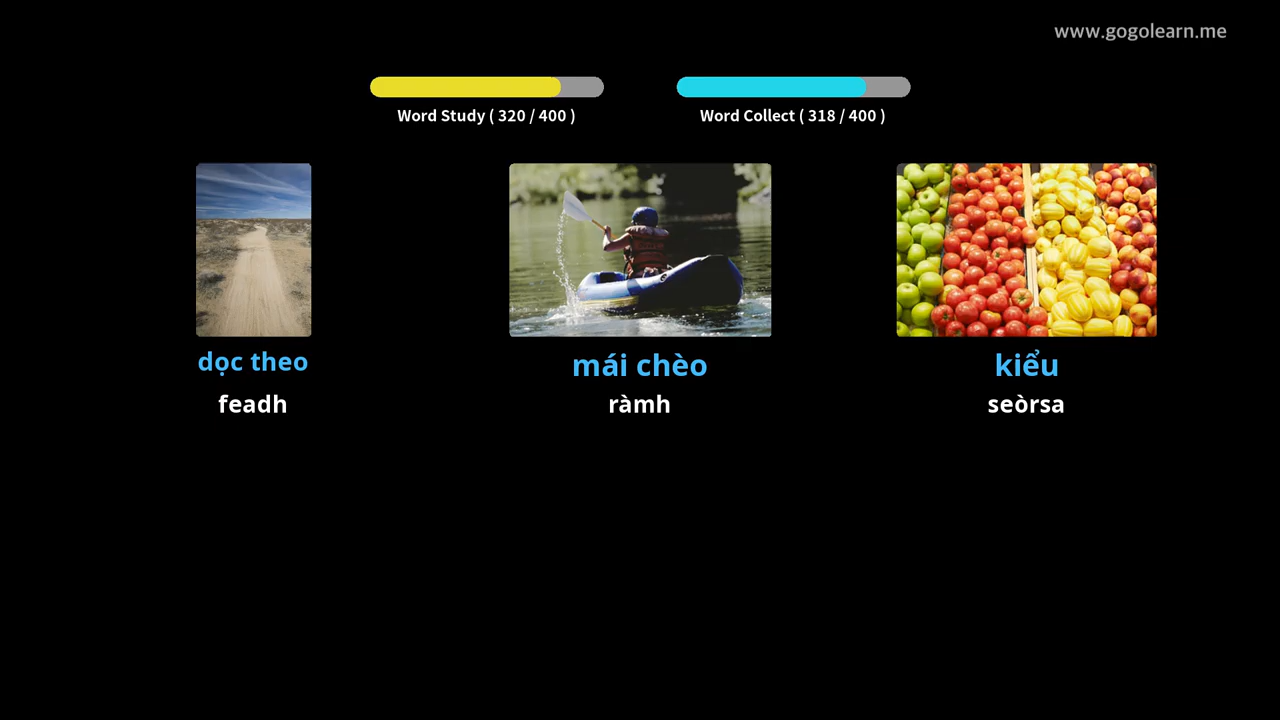 www.gogolearn.me
Word Study ( 320 / 400 )
Word Collect ( 318 / 400 )
dọc theo
feadh
mái chèo
ràmh
kiểu
seòrsa